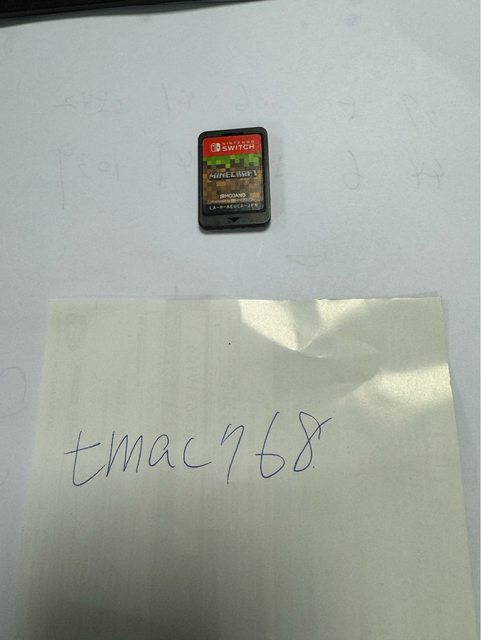 NINTENDO
SWITCH
MINECRAFT
MOJANG
LA-H-AEUCA-JPN
tmac768